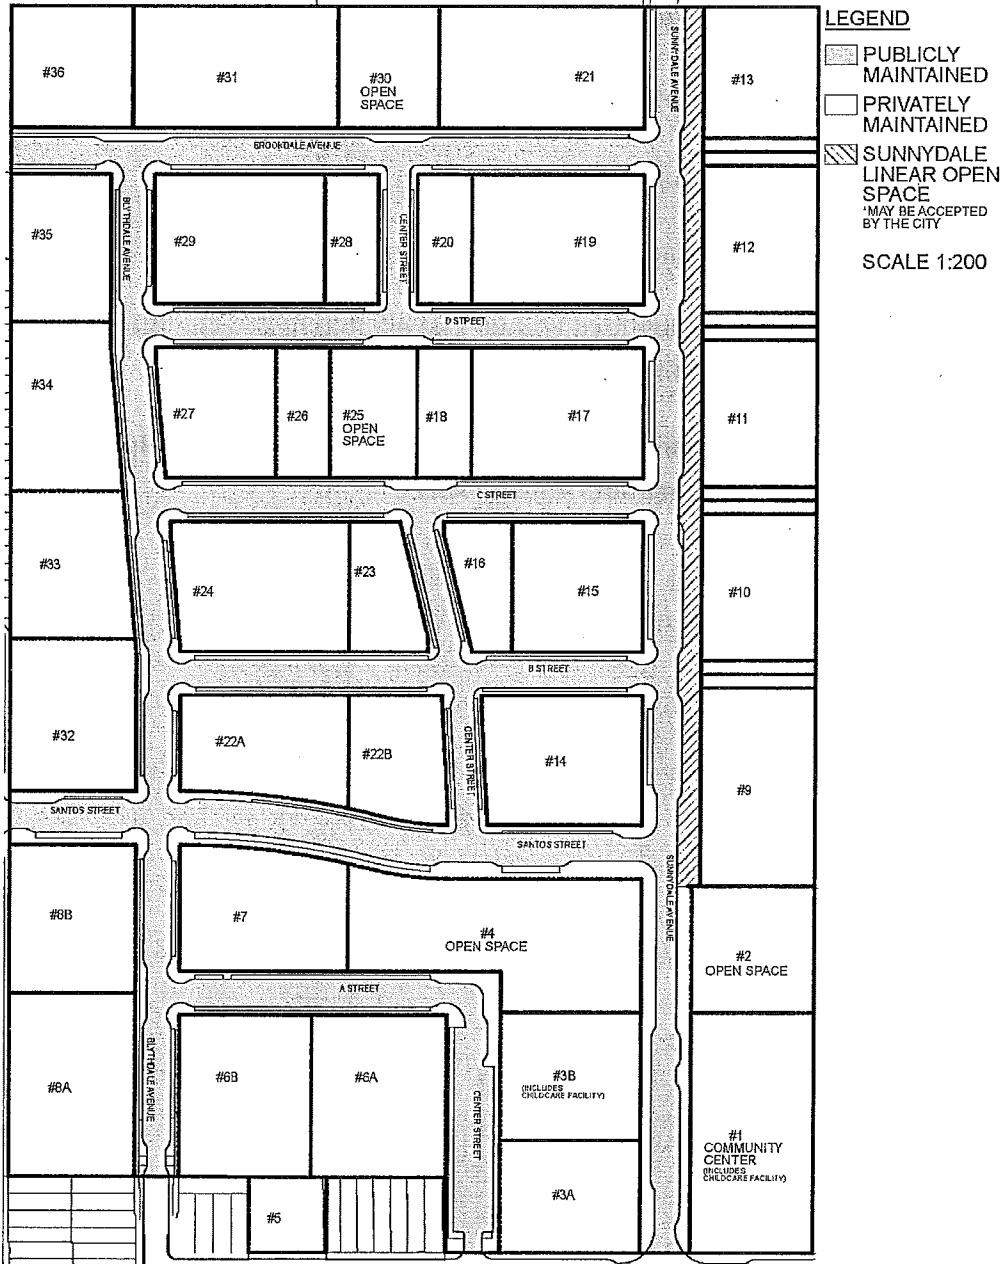 LEGEND
PUBLICLY
MAINTAINED
PRIVATELY
MAINTAINED
SUNNYDALE
LINEAR OPEN
SPACE
*MAY BE ACCEPTED
BY THE CITY
SCALE 1:200
#36
#31
#30
OPEN
SPACE
#21
SUNNYDALE AVENUE
#13
BROOKDALE AVENUE
#35
BLYTHDALE AVENUE
#29
#28
CENTER STREET
#20
#19
#12
D STREET
#34
#27
#26
#25
OPEN
SPACE
#18
#17
#11
C STREET
#33
#24
#23
#16
#15
#10
B STREET
#32
#22A
#22B
CENTER STREET
#14
#9
SANTOS STREET
SANTOS STREET
SUNNYDALE AVENUE
#8B
#7
#4
OPEN SPACE
#2
OPEN SPACE
A STREET
#8A
BLYTHDALE AVENUE
#6B
#6A
CENTER STREET
#3B
(INCLUDES
CHILDCARE FACILITY)
#1
COMMUNITY
CENTER
(INCLUDES
CHILDCARE FACILITY)
#3A
#5